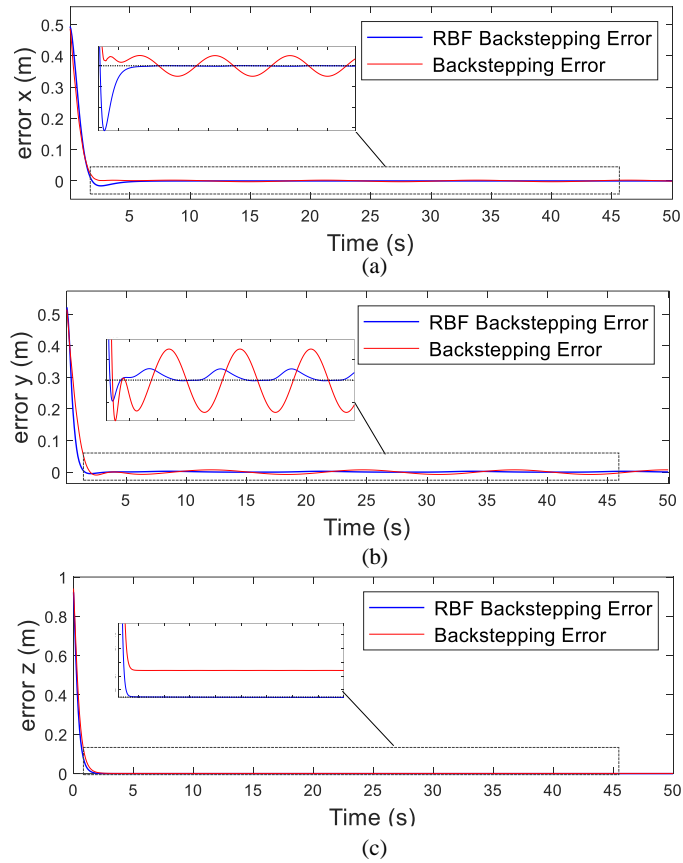 0.5
0.4
0.3
0.2
0.1
0
error x (m)
RBF Backstepping Error
Backstepping Error
5 10 15 20 25 30 35 40 45 50
Time (s)
(a)
0.5
0.4
0.3
0.2
0.1
0
error y (m)
RBF Backstepping Error
Backstepping Error
5 10 15 20 25 30 35 40 45 50
Time (s)
(b)
1
0.8
0.6
0.4
0.2
0
error z (m)
RBF Backstepping Error
Backstepping Error
0 5 10 15 20 25 30 35 40 45 50
Time (s)
(c)